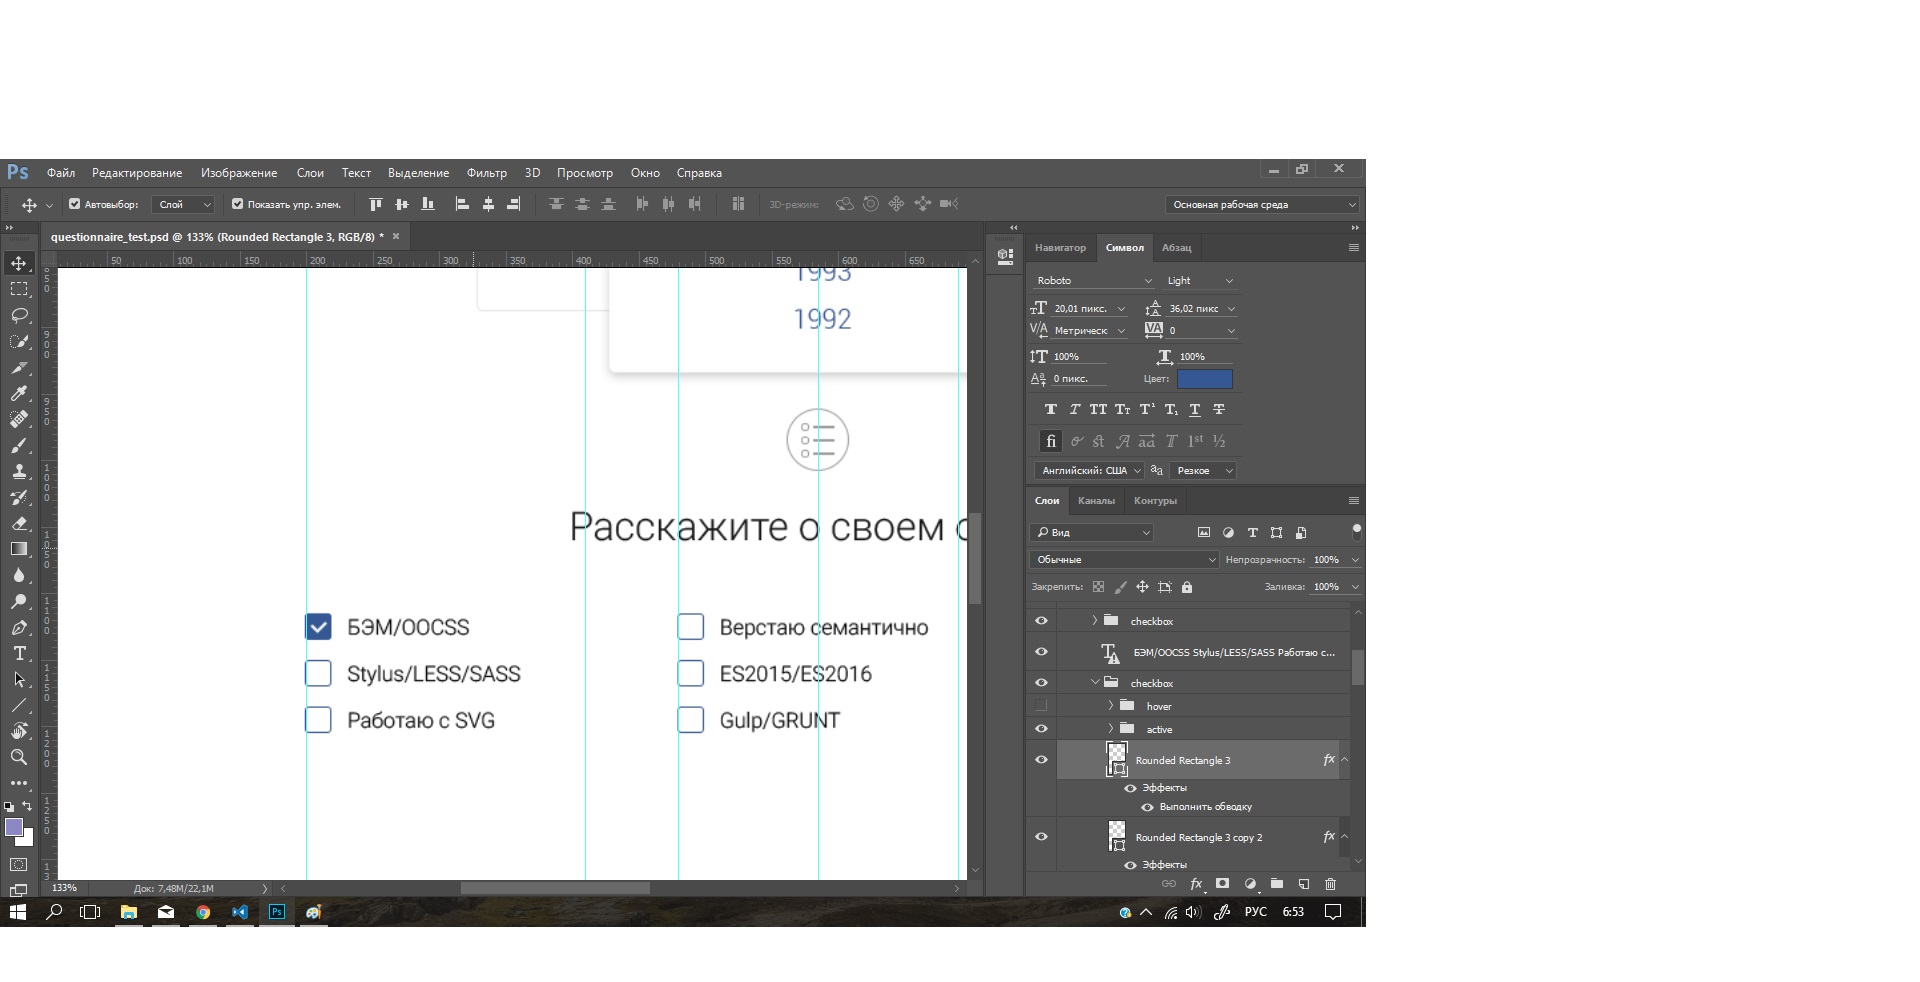 Ps Файл Редактирование Изображение Слои Текст Выделение Фильтр 3D Просмотр Окно Справка
Автовыбор: Слой Показать упр. элем. 3D-режим: Основная рабочая среда
questionnaire_test.psd @ 133% (Rounded Rectangle 3, RGB/8) *
Навигатор Символ Абзац
50 100 150 200 250 300 350 400 450 500 550 600 650
Roboto Light
1993
20,01 пикс. 36,02 пикс
1992
Метрическ 0
100% 100%
0 пикс. Цвет:
Английский: США Резкое
Слои Каналы Контуры
Расскажите о своем
Вид
Обычные Непрозрачность: 100%
Закрепить: Заливка: 100%
БЭМ/OOCSS Верстаю семантично
checkbox
БЭМ/OOCSS Stylus/LESS/SASS Работаю с...
Stylus/LESS/SASS ES2015/ES2016
checkbox
hover
Работаю с SVG Gulp/GRUNT
active
Rounded Rectangle 3
Эффекты
Выполнить обводку
Rounded Rectangle 3 copy 2
Эффекты
133% Док: 7,48M/22,1M
Ps РУС 6:53